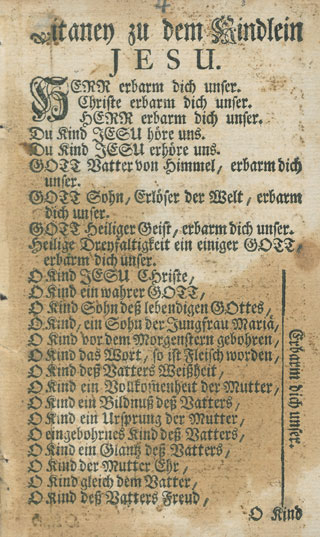 4
Litaney zu dem Kindlein
JESU.
HERR erbarm dich unser.
Christe erbarm dich unser.
HERR erbarm dich unser.
Du Kind JESU höre uns.
Du Kind JESU erhöre uns.
GOTT Vatter von Himmel, erbarm dich
unser.
GOTT Sohn, Erlöser der Welt, erbarm
dich unser.
GOTT Heiliger Geist, erbarm dich unser.
Heilige Dreyfaltigkeit ein einiger GOTT,
erbarm dich unser.
O Kind JESU CHriste,
O Kind ein wahrer GOTT,
O Kind Sohn deß lebendigen GOttes,
O Kind, ein Sohn der Jungfrau Mariä,
O Kind vor dem Morgenstern gebohren,
O Kind das Wort, so ist Fleisch worden,
O Kind deß Vatters Weißheit,
O Kind ein Vollkom̄enheit der Mutter,
O Kind ein Bildnuß deß Vatters,
O Kind ein Ursprung der Mutter,
O eingebohrnes Kind deß Vatters,
O Kind ein Glantz deß Vatters,
O Kind der Mutter Ehr,
O Kind gleich dem Vatter,
O Kind deß Vatters Freud,
Erbarm dich unser.
O Kind